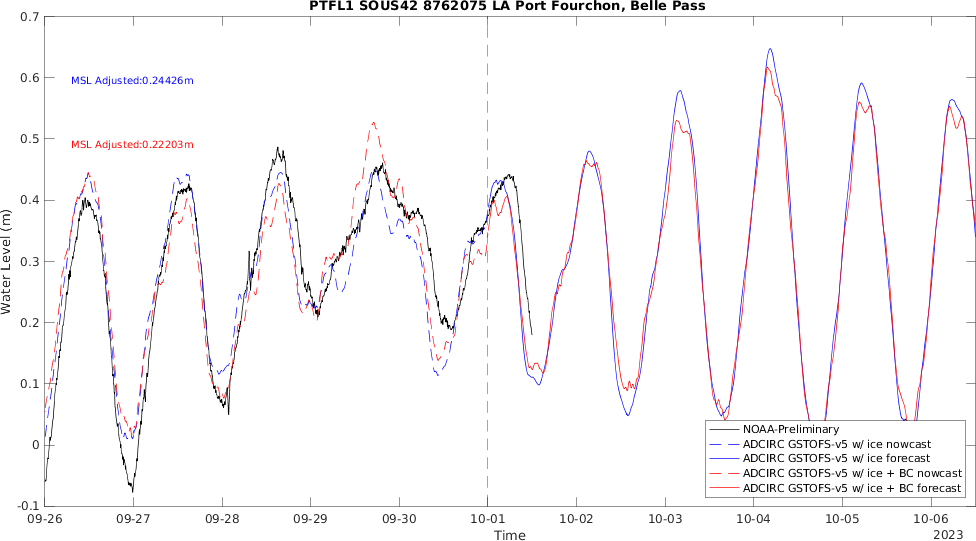 PTFL1 SOUS42 8762075 LA Port Fourchon, Belle Pass
0.7
0.6
0.5
0.4
0.3
0.2
0.1
0
-0.1
Water Level (m)
MSL Adjusted:0.24426m
MSL Adjusted:0.22203m
NOAA-Preliminary
ADCIRC GSTOFS-v5 w/ ice nowcast
ADCIRC GSTOFS-v5 w/ ice forecast
ADCIRC GSTOFS-v5 w/ ice + BC nowcast
ADCIRC GSTOFS-v5 w/ ice + BC forecast
09-26 09-27 09-28 09-29 09-30 10-01 10-02 10-03 10-04 10-05 10-06
Time
2023